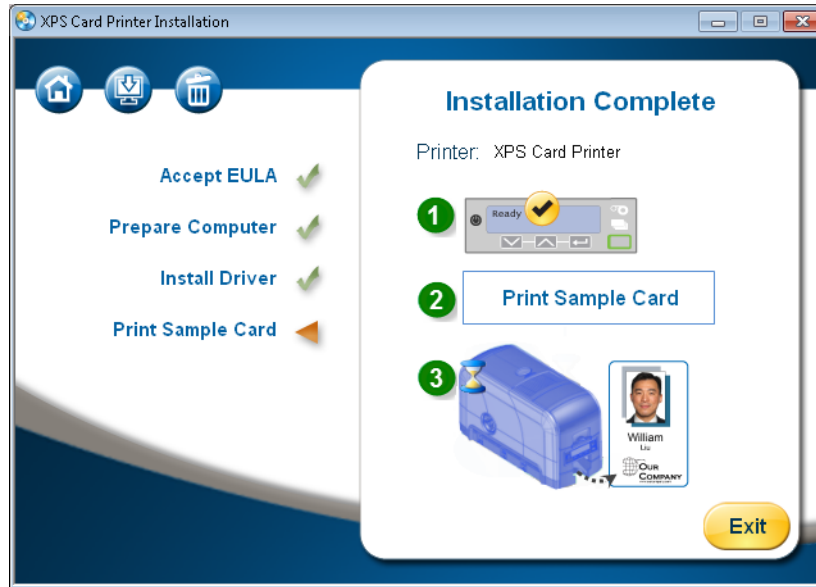 XPS Card Printer Installation
Accept EULA
Prepare Computer
Install Driver
Print Sample Card
Installation Complete
Printer: XPS Card Printer
1
Ready
2
Print Sample Card
3
William
Liu
OUR
COMPANY
Exit